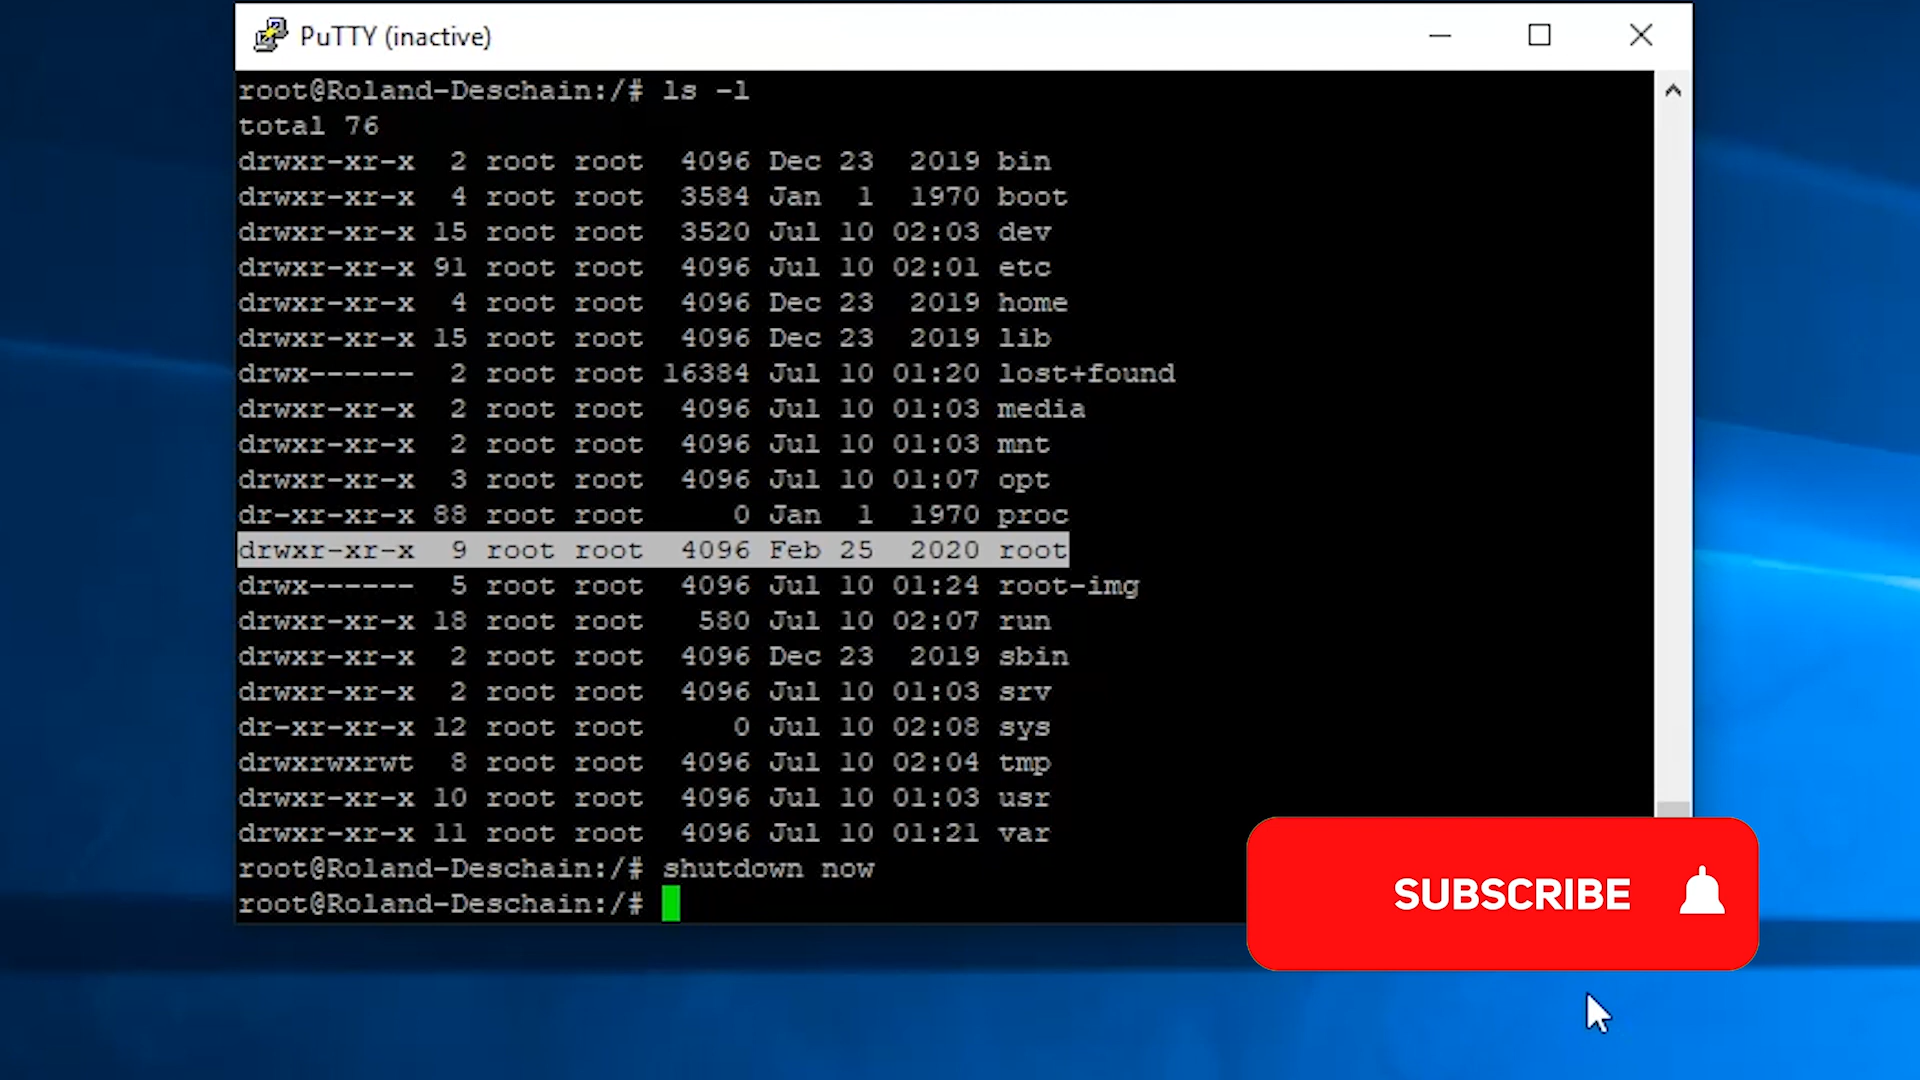 PuTTY (inactive)
root@Roland-Deschain:/# ls -l
total 76
drwxr-xr-x  2 root root  4096 Dec 23  2019 bin
drwxr-xr-x  4 root root  3584 Jan  1  1970 boot
drwxr-xr-x 15 root root  3520 Jul 10 02:03 dev
drwxr-xr-x 91 root root  4096 Jul 10 02:01 etc
drwxr-xr-x  4 root root  4096 Dec 23  2019 home
drwxr-xr-x 15 root root  4096 Dec 23  2019 lib
drwx------  2 root root 16384 Jul 10 01:20 lost+found
drwxr-xr-x  2 root root  4096 Jul 10 01:03 media
drwxr-xr-x  2 root root  4096 Jul 10 01:03 mnt
drwxr-xr-x  3 root root  4096 Jul 10 01:07 opt
dr-xr-xr-x 88 root root     0 Jan  1  1970 proc
drwxr-xr-x  9 root root  4096 Feb 25  2020 root
drwx------  5 root root  4096 Jul 10 01:24 root-img
drwxr-xr-x 18 root root   580 Jul 10 02:07 run
drwxr-xr-x  2 root root  4096 Dec 23  2019 sbin
drwxr-xr-x  2 root root  4096 Jul 10 01:03 srv
dr-xr-xr-x 12 root root     0 Jul 10 02:08 sys
drwxrwxrwt  8 root root  4096 Jul 10 02:04 tmp
drwxr-xr-x 10 root root  4096 Jul 10 01:03 usr
drwxr-xr-x 11 root root  4096 Jul 10 01:21 var
root@Roland-Deschain:/# shutdown now
root@Roland-Deschain:/#
SUBSCRIBE